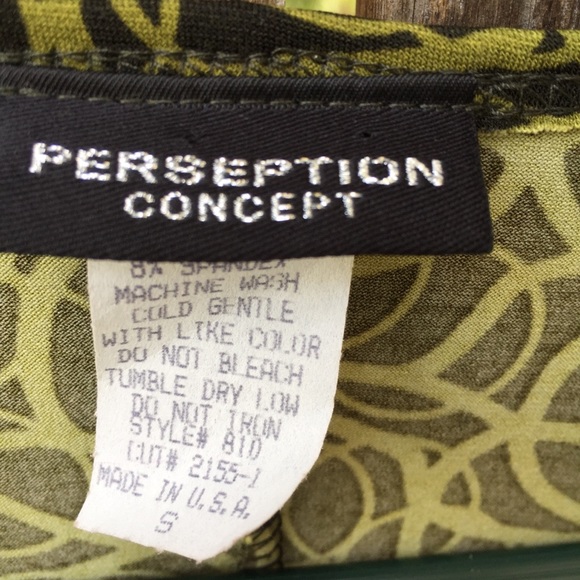 PERSEPTION
CONCEPT
8% SPANDEX
MACHINE WASH
COLD GENTLE
WITH LIKE COLOR
DO NOT BLEACH
TUMBLE DRY LOW
DO NOT IRON
STYLE# 810
CUT# 2155-1
MADE IN U.S.A.
S